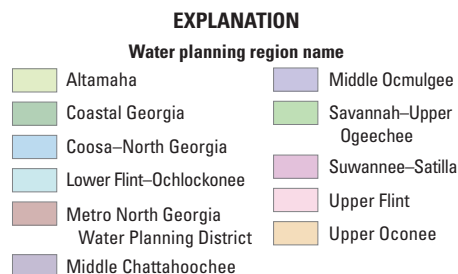 EXPLANATION
Water planning region name
Altamaha
Coastal Georgia
Coosa–North Georgia
Lower Flint–Ochlockonee
Metro North Georgia
Water Planning District
Middle Chattahoochee
Middle Ocmulgee
Savannah–Upper
Ogeechee
Suwannee–Satilla
Upper Flint
Upper Oconee